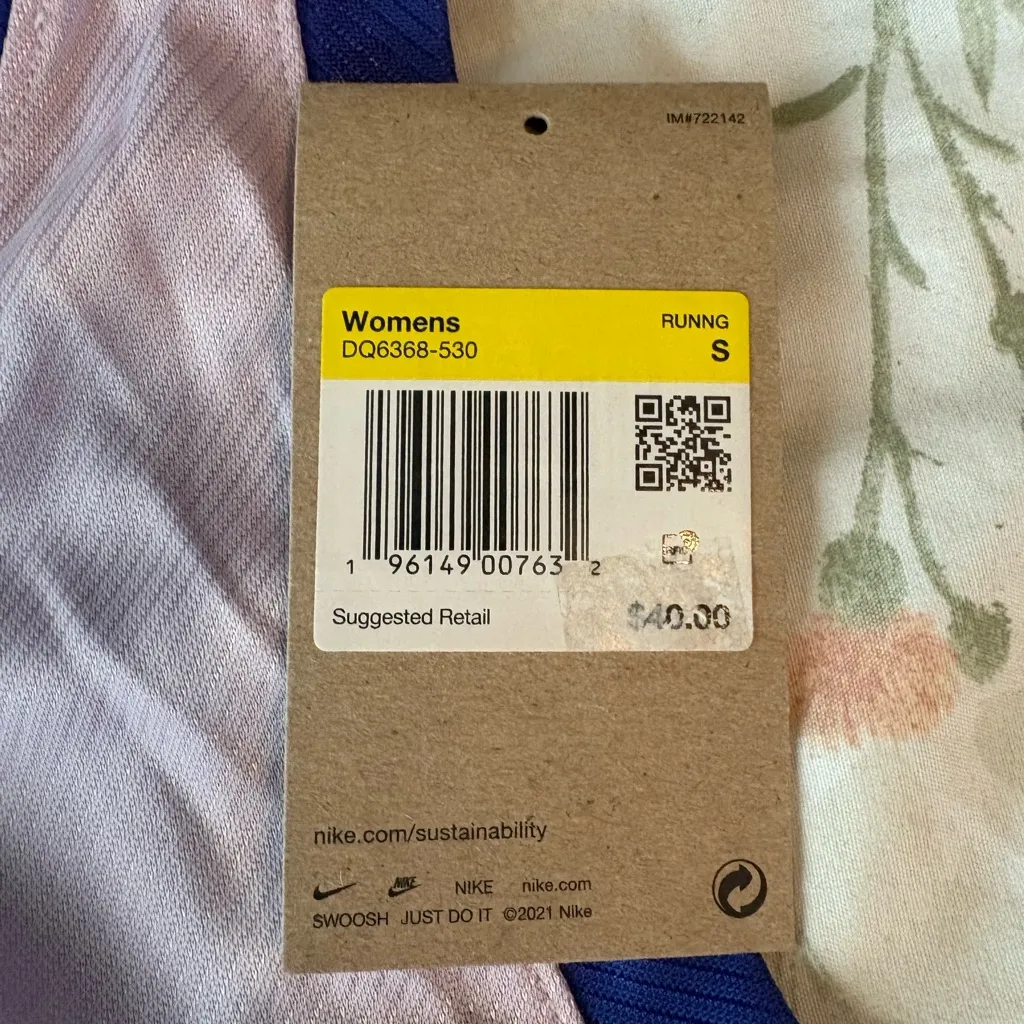 IM#722142
Womens RUNNG
DQ6368-530 S
1 96149 00763 2
Suggested Retail $40.00
nike.com/sustainability
NIKE NIKE nike.com
SWOOSH JUST DO IT ©2021 Nike